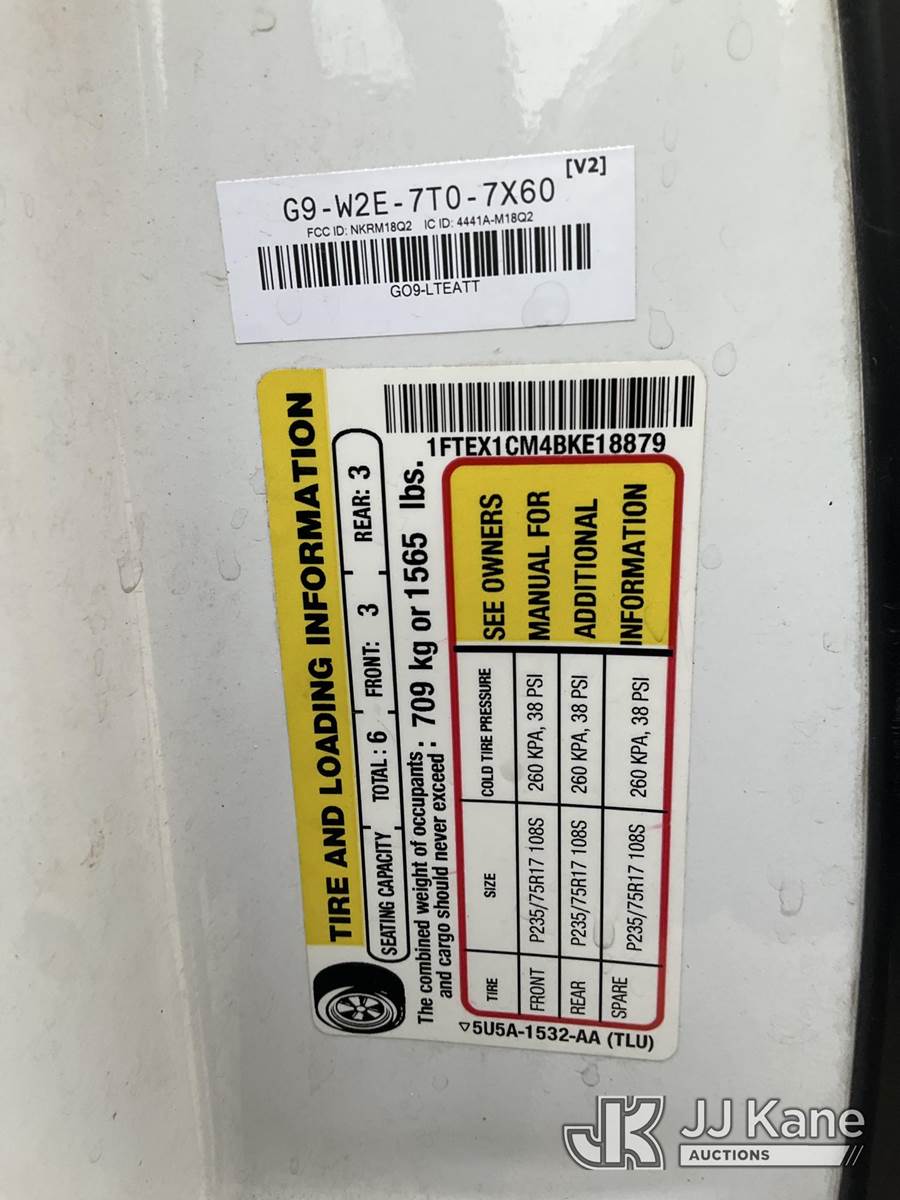 G9-W2E-7T0-7X60 [V2]
FCC ID: NKRM18Q2 IC ID: 4441A-M18Q2
GO9-LTEATT
1FTEX1CM4BKE18879
TIRE AND LOADING INFORMATION
SEATING CAPACITY TOTAL: 6 FRONT: 3 REAR: 3
The combined weight of occupants and cargo should never exceed: 709 kg or 1565 lbs.
TIRE SIZE COLD TIRE PRESSURE
FRONT P235/75R17 108S 260 KPA, 38 PSI
REAR P235/75R17 108S 260 KPA, 38 PSI
SPARE P235/75R17 108S 260 KPA, 38 PSI
SEE OWNERS
MANUAL FOR
ADDITIONAL
INFORMATION
5U5A-1532-AA (TLU)
JK JJ Kane
AUCTIONS